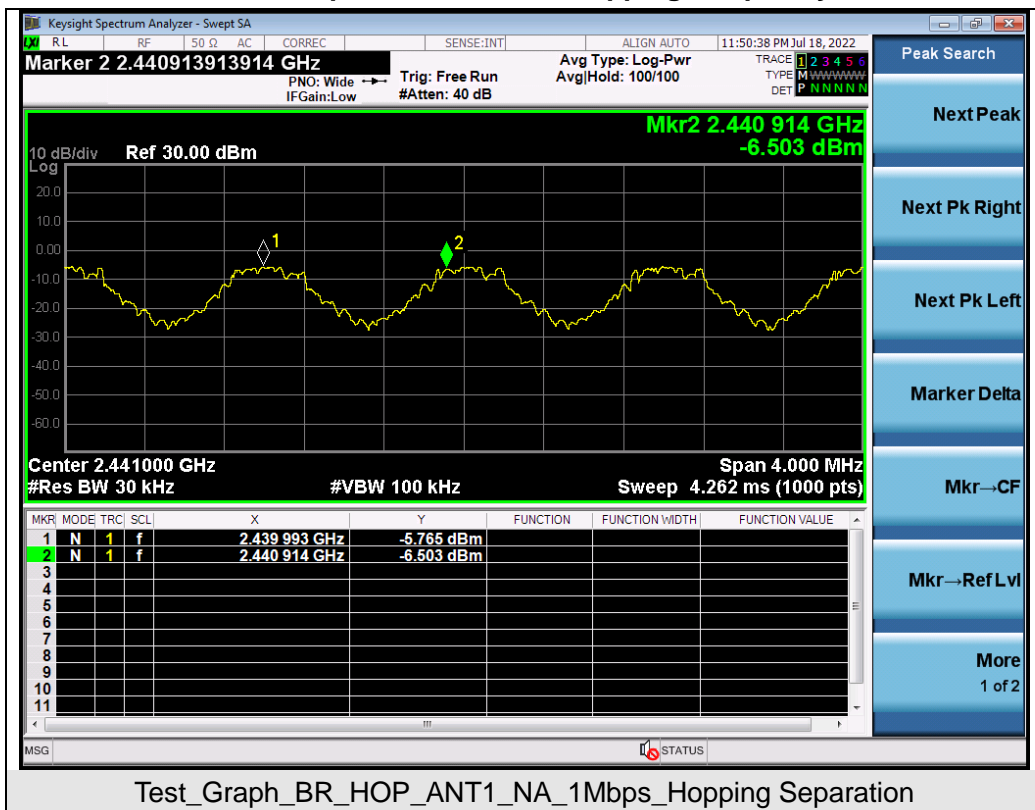 Keysight Spectrum Analyzer - Swept SA
LXI RL RF 50 Ω AC CORREC SENSE:INT ALIGN AUTO 11:50:38 PM Jul 18, 2022
Marker 2 2.440913913914 GHz
PNO: Wide
IFGain:Low
Trig: Free Run
#Atten: 40 dB
Avg Type: Log-Pwr
Avg|Hold: 100/100
TRACE 1 2 3 4 5 6
TYPE M WWWWW
DET P N N N N N
Peak Search
Mkr2 2.440 914 GHz
-6.503 dBm
10 dB/div Ref 30.00 dBm
Log
20.0
10.0
0.00
-10.0
-20.0
-30.0
-40.0
-50.0
-60.0
1
2
Center 2.441000 GHz
Span 4.000 MHz
#Res BW 30 kHz
#VBW 100 kHz
Sweep 4.262 ms (1000 pts)
MKR MODE TRC SCL X Y FUNCTION FUNCTION WIDTH FUNCTION VALUE
1 N 1 f 2.439 993 GHz -5.765 dBm
2 N 1 f 2.440 914 GHz -6.503 dBm
3
4
5
6
7
8
9
10
11
Next Peak
Next Pk Right
Next Pk Left
Marker Delta
Mkr→CF
Mkr→Ref Lvl
More
1 of 2
MSG
STATUS
Test_Graph_BR_HOP_ANT1_NA_1Mbps_Hopping Separation